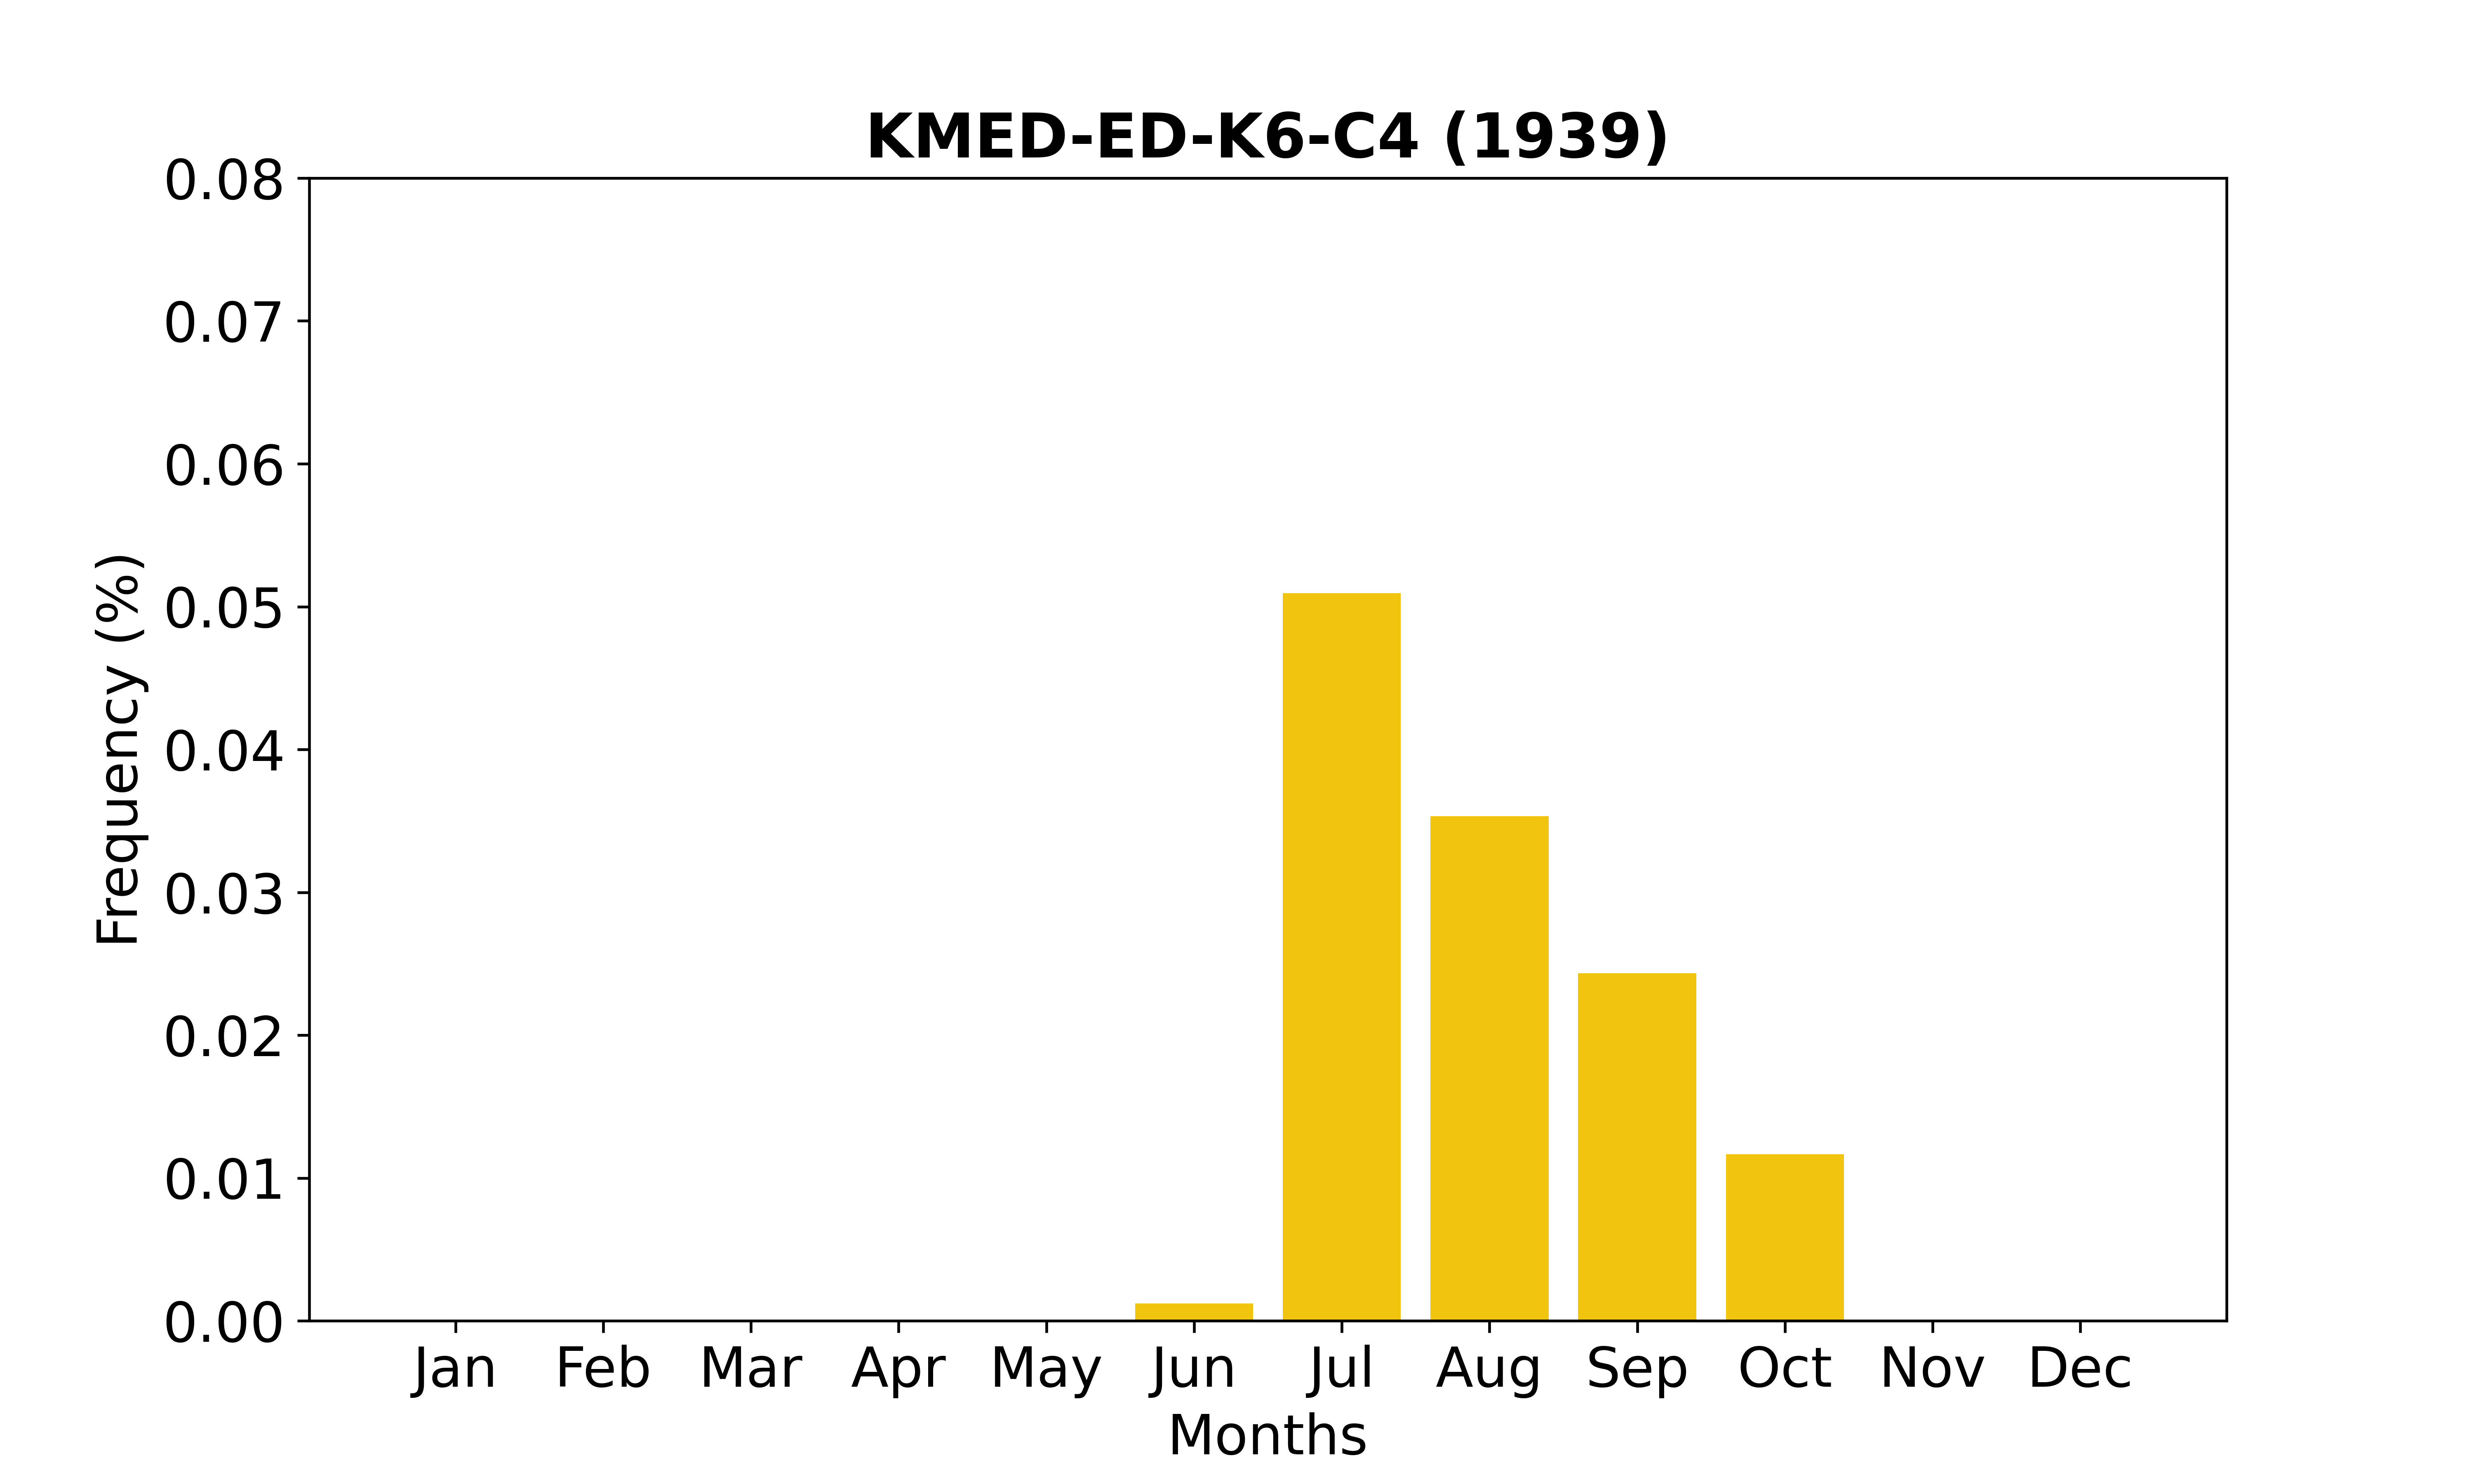 KMED-ED-K6-C4 (1939)
0.08
0.07
0.06
0.05
0.04
0.03
0.02
0.01
0.00
Frequency (%)
Jan Feb Mar Apr May Jun Jul Aug Sep Oct Nov Dec
Months